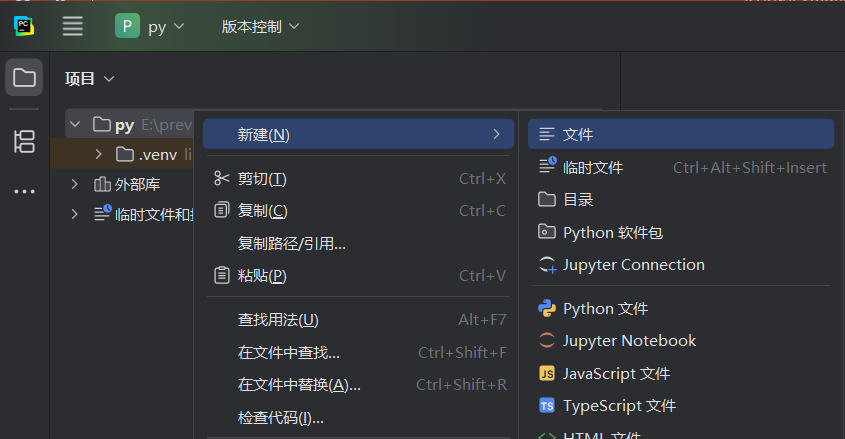 PC
P py 版本控制
项目
py E:\prev
.venv li
外部库
临时文件和
新建(N)
剪切(T) Ctrl+X
复制(C) Ctrl+C
复制路径/引用...
粘贴(P) Ctrl+V
查找用法(U) Alt+F7
在文件中查找... Ctrl+Shift+F
在文件中替换(A)... Ctrl+Shift+R
检查代码(I)...
文件
临时文件 Ctrl+Alt+Shift+Insert
目录
Python 软件包
Jupyter Connection
Python 文件
Jupyter Notebook
JS JavaScript 文件
TS TypeScript 文件
HTML 文件